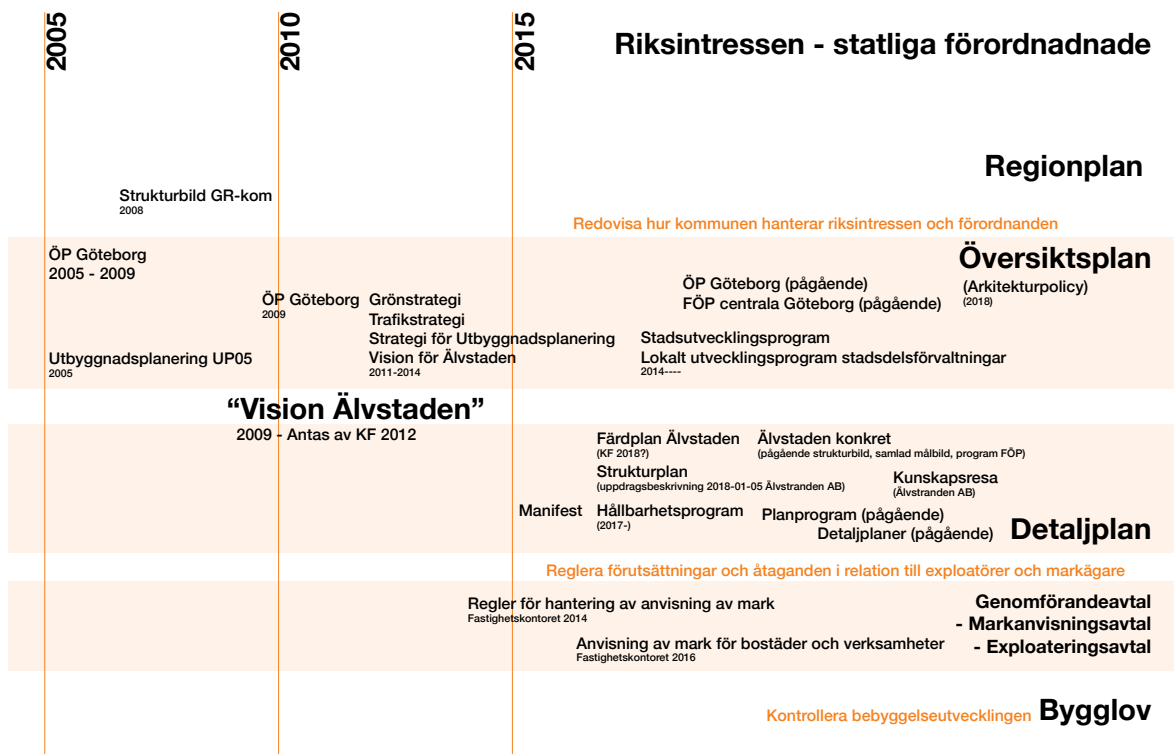 2005
2010
2015
Riksintressen - statliga förordnadnade
Regionplan
Strukturbild GR-kom
2008
Redovisa hur kommunen hanterar riksintressen och förordnanden
ÖP Göteborg
2005 - 2009
Översiktsplan
(Arkitekturpolicy)
(2018)
ÖP Göteborg (pågående)
FÖP centrala Göteborg (pågående)
ÖP Göteborg
2009
Grönstrategi
Trafikstrategi
Strategi för Utbyggnadsplanering
Vision för Älvstaden
2011-2014
Stadsutvecklingsprogram
Lokalt utvecklingsprogram stadsdelsförvaltningar
2014----
Utbyggnadsplanering UP05
2005
“Vision Älvstaden”
2009 - Antas av KF 2012
Färdplan Älvstaden
(KF 2018?)
Älvstaden konkret
(pågående strukturbild, samlad målbild, program FÖP)
Strukturplan
(uppdragsbeskrivning 2018-01-05 Älvstranden AB)
Kunskapsresa
(Älvstranden AB)
Manifest
Hållbarhetsprogram
(2017-)
Planprogram (pågående)
Detaljplaner (pågående)
Detaljplan
Reglera förutsättningar och åtaganden i relation till exploatörer och markägare
Regler för hantering av anvisning av mark
Fastighetskontoret 2014
Anvisning av mark för bostäder och verksamheter
Fastighetskontoret 2016
Genomförandeavtal
- Markanvisningsavtal
- Exploateringsavtal
Kontrollera bebyggelseutvecklingen
Bygglov